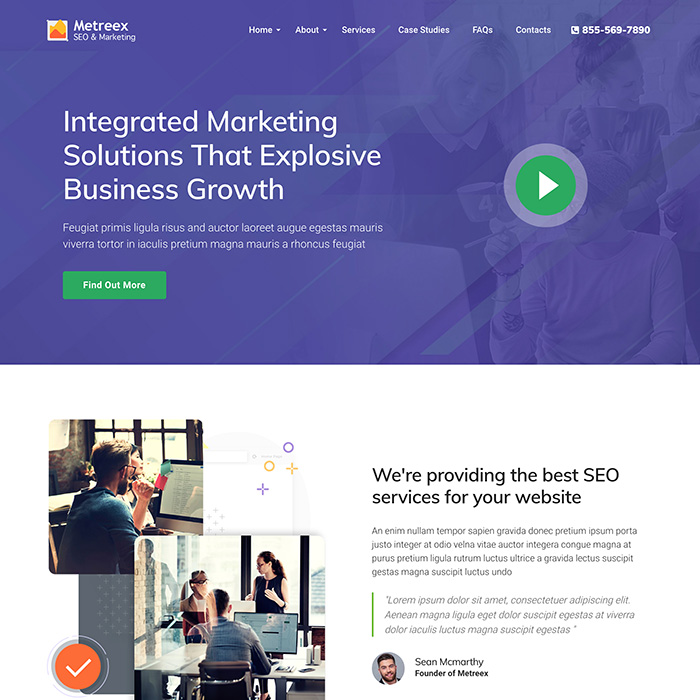 Metreex
SEO & Marketing
Home About Services Case Studies FAQs Contacts 855-569-7890
Integrated Marketing
Solutions That Explosive
Business Growth
Feugiat primis ligula risus and auctor laoreet augue egestas mauris
viverra tortor in iaculis pretium magna mauris a rhoncus feugiat
Find Out More
We're providing the best SEO
services for your website
An enim nullam tempor sapien gravida donec pretium ipsum porta
justo integer at odio velna vitae auctor integera congue magna at
purus pretium ligula rutrum luctus ultrice a gravida lectus suscipit
gestas magna suscipit luctus undo
"Lorem ipsum dolor sit amet, consectetuer adipiscing elit.
Aenean magna ligula eget dolor suscipit egestas at viverra
dolor iaculis luctus magna suscipit egestas "
Sean Mcmarthy
Founder of Metreex